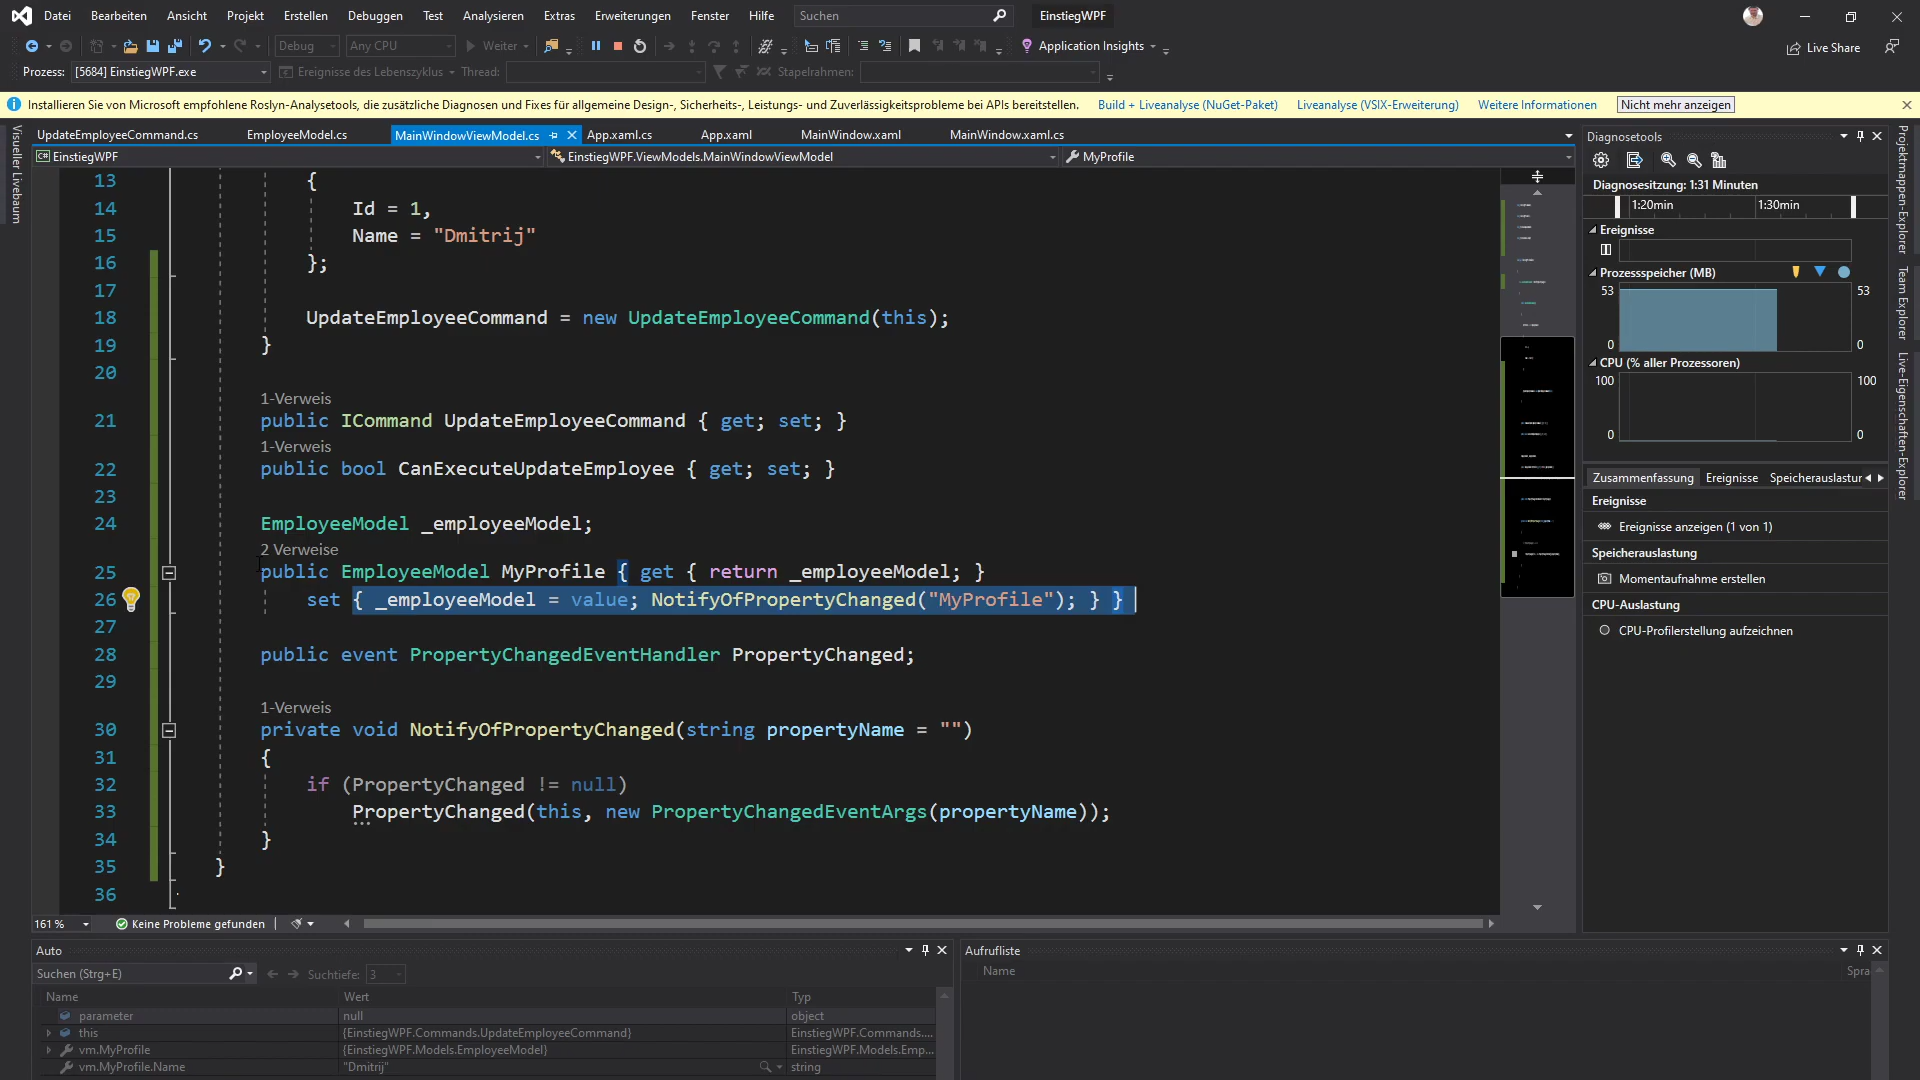 Datei Bearbeiten Ansicht Projekt Erstellen Debuggen Test Analysieren Extras Erweiterungen Fenster Hilfe Suchen EinstiegWPF
Debug Any CPU Weiter Application Insights Live Share
Prozess: [5684] EinstiegWPF.exe Ereignisse des Lebenszyklus Thread: Stapelrahmen:
Installieren Sie von Microsoft empfohlene Roslyn-Analysetools, die zusätzliche Diagnosen und Fixes für allgemeine Design-, Sicherheits-, Leistungs- und Zuverlässigkeitsprobleme bei APIs bereitstellen. Build + Liveanalyse (NuGet-Paket) Liveanalyse (VSIX-Erweiterung) Weitere Informationen Nicht mehr anzeigen
UpdateEmployeeCommand.cs EmployeeModel.cs MainWindowViewModel.cs App.xaml.cs App.xaml MainWindow.xaml MainWindow.xaml.cs
C# EinstiegWPF EinstiegWPF.ViewModels.MainWindowViewModel MyProfile
Visueller Livebaum
13 {
14 Id = 1,
15 Name = "Dmitrij"
16 };
17
18 UpdateEmployeeCommand = new UpdateEmployeeCommand(this);
19 }
20
1-Verweis
21 public ICommand UpdateEmployeeCommand { get; set; }
1-Verweis
22 public bool CanExecuteUpdateEmployee { get; set; }
23
24 EmployeeModel _employeeModel;
2 Verweise
25 public EmployeeModel MyProfile { get { return _employeeModel; }
26 set { _employeeModel = value; NotifyOfPropertyChanged("MyProfile"); } }
27
28 public event PropertyChangedEventHandler PropertyChanged;
29
1-Verweis
30 private void NotifyOfPropertyChanged(string propertyName = "")
31 {
32 if (PropertyChanged != null)
33 PropertyChanged(this, new PropertyChangedEventArgs(propertyName));
34 }
35 }
36
161 % Keine Probleme gefunden
Diagnosetools
Diagnosesitzung: 1:31 Minuten
1:20min 1:30min
Ereignisse
Prozessspeicher (MB)
53 53
0 0
CPU (% aller Prozessoren)
100 100
0 0
Zusammenfassung Ereignisse Speicherauslastur
Ereignisse
Ereignisse anzeigen (1 von 1)
Speicherauslastung
Momentaufnahme erstellen
CPU-Auslastung
CPU-Profilerstellung aufzeichnen
Projektmappen-Explorer
Team Explorer
Live-Eigenschaften-Explorer
Auto
Suchen (Strg+E) Suchtiefe: 3
Name Wert Typ
parameter null object
this {EinstiegWPF.Commands.UpdateEmployeeCommand} EinstiegWPF.Commands....
vm.MyProfile {EinstiegWPF.Models.EmployeeModel} EinstiegWPF.Models.Emp...
vm.MyProfile.Name "Dmitrij" string
Aufrufliste
Name Spra